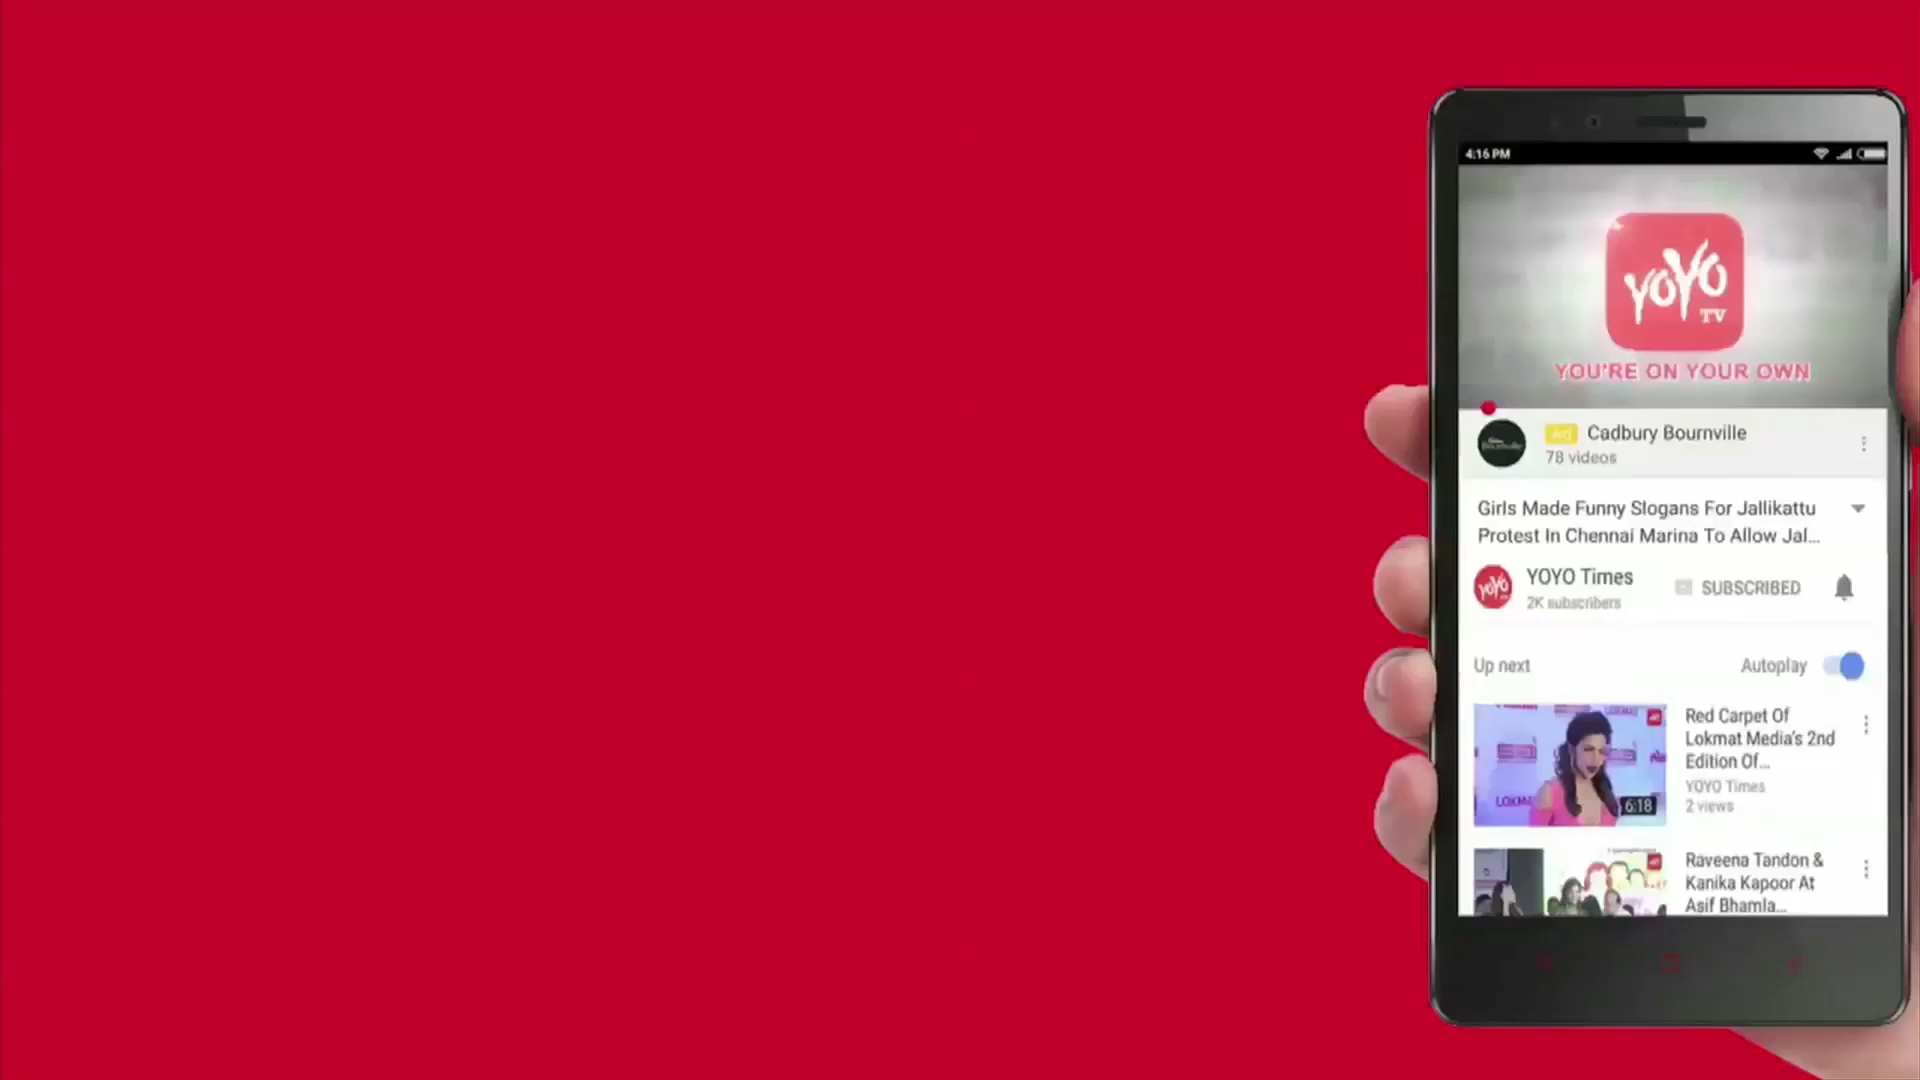 4:16 PM
YOYO
TV
YOU'RE ON YOUR OWN
Ad
Cadbury Bournville
78 videos
Girls Made Funny Slogans For Jallikattu
Protest In Chennai Marina To Allow Jal...
YOYO
YOYO Times
SUBSCRIBED
2K subscribers
Up next
Autoplay
Red Carpet Of
Lokmat Media's 2nd
Edition Of...
YOYO Times
2 views
6:18
Raveena Tandon &
Kanika Kapoor At
Asif Bhamla...